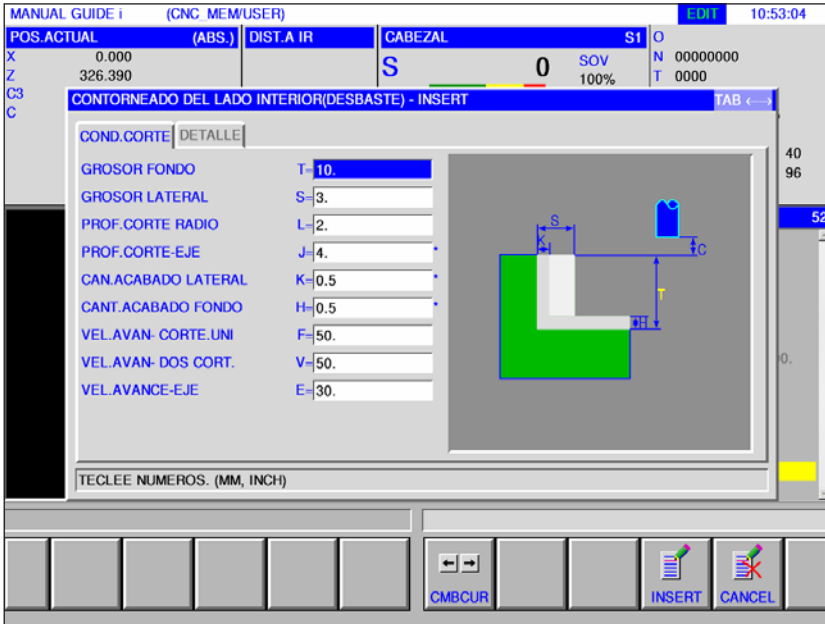 MANUAL GUIDE i (CNC_MEM/USER) EDIT 10:53:04
POS.ACTUAL (ABS.) DIST.A IR CABEZAL S1 O
X 0.000 S 0 SOV N 00000000
Z 326.390 100% T 0000
C3
C
CONTORNEADO DEL LADO INTERIOR(DESBASTE) - INSERT TAB ←→
COND.CORTE DETALLE
GROSOR FONDO T= 10.
GROSOR LATERAL S= 3.
PROF.CORTE RADIO L= 2.
PROF.CORTE-EJE J= 4. *
CAN.ACABADO LATERAL K= 0.5 *
CANT.ACABADO FONDO H= 0.5 *
VEL.AVAN- CORTE.UNI F= 50.
VEL.AVAN- DOS CORT. V= 50.
VEL.AVANCE-EJE E= 30.
S
K
C
T
H
40
96
52
0.
TECLEE NUMEROS. (MM, INCH)
CMBCUR INSERT CANCEL